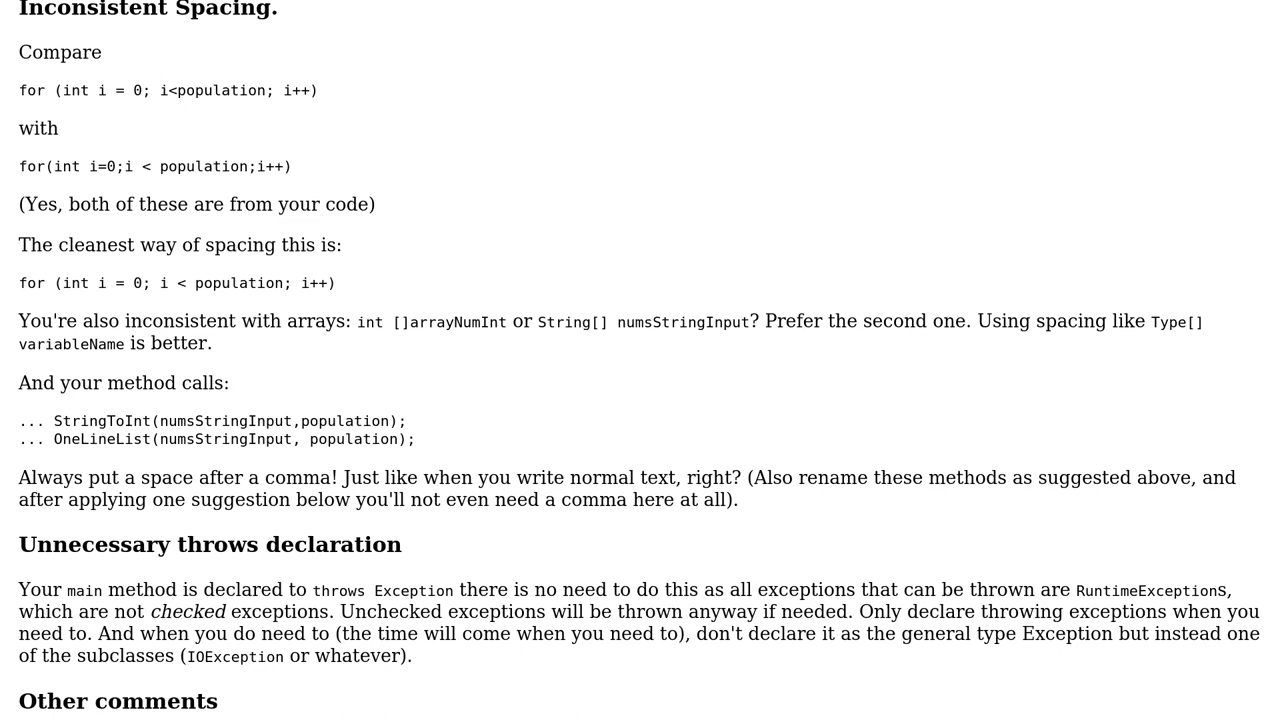 Inconsistent Spacing.
Compare
for (int i = 0; i<population; i++)
with
for(int i=0;i < population;i++)
(Yes, both of these are from your code)
The cleanest way of spacing this is:
for (int i = 0; i < population; i++)
You're also inconsistent with arrays: int []arrayNumInt or String[] numsStringInput? Prefer the second one. Using spacing like Type[]
variableName is better.
And your method calls:
... StringToInt(numsStringInput,population);
... OneLineList(numsStringInput, population);
Always put a space after a comma! Just like when you write normal text, right? (Also rename these methods as suggested above, and
after applying one suggestion below you'll not even need a comma here at all).
Unnecessary throws declaration
Your main method is declared to throws Exception there is no need to do this as all exceptions that can be thrown are RuntimeExceptions,
which are not checked exceptions. Unchecked exceptions will be thrown anyway if needed. Only declare throwing exceptions when you
need to. And when you do need to (the time will come when you need to), don't declare it as the general type Exception but instead one
of the subclasses (IOException or whatever).
Other comments